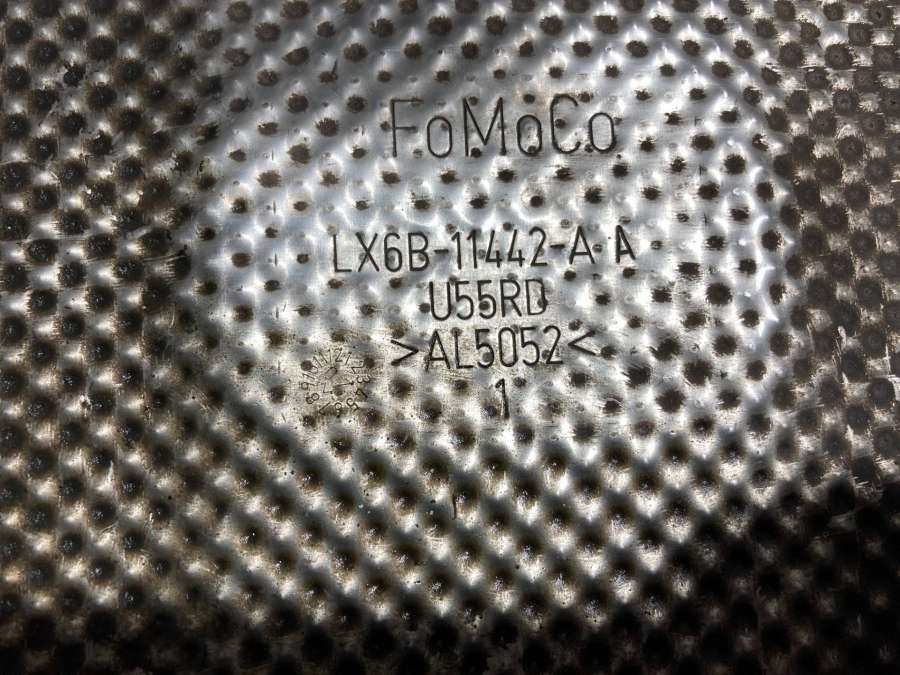 FoMoCo
LX6B-11442-A A
U55RD
>AL5052<
1